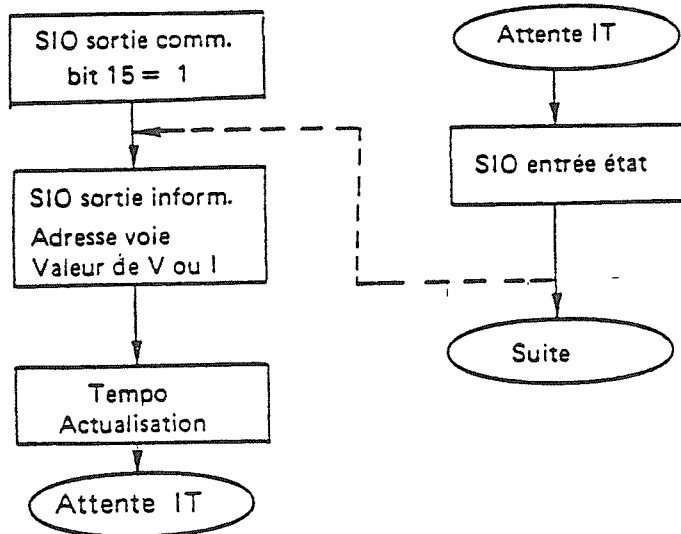 SIO sortie comm.
bit 15 = 1
SIO sortie inform.
Adresse voie
Valeur de V ou I
Tempo
Actualisation
Attente IT
Attente IT
SIO entrée état
Suite